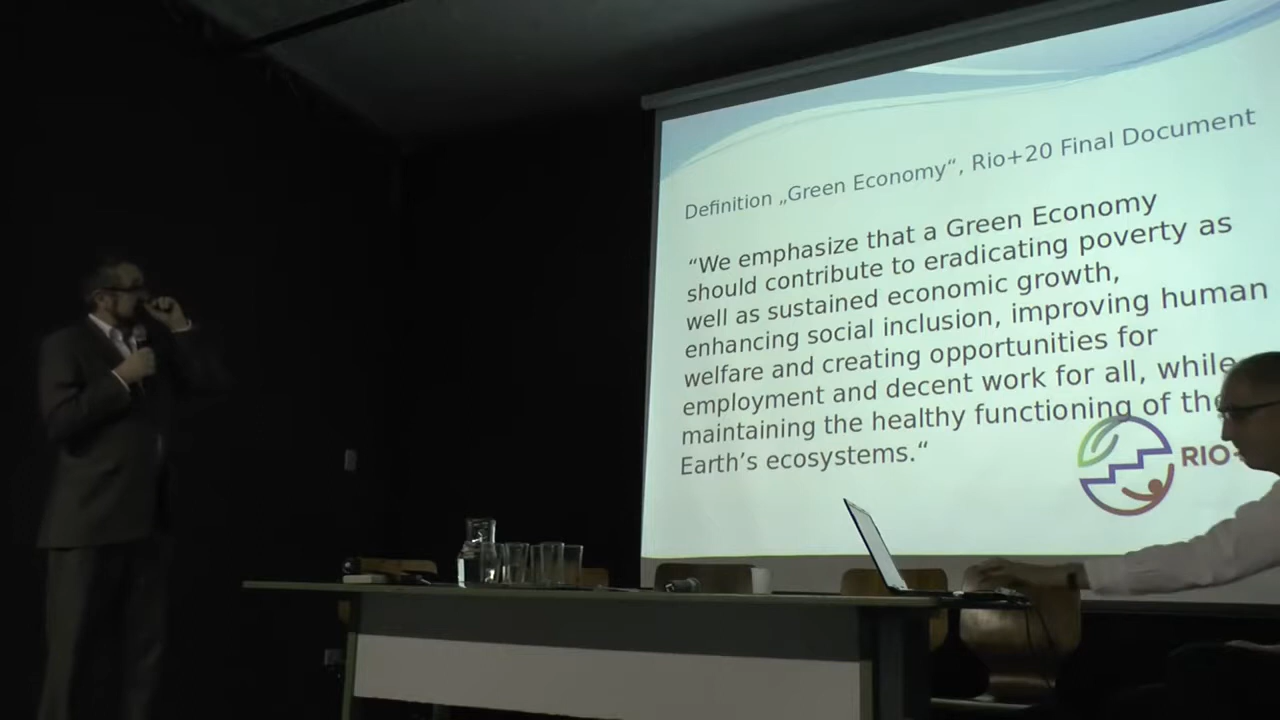 Definition „Green Economy“, Rio+20 Final Document
“We emphasize that a Green Economy
should contribute to eradicating poverty as
well as sustained economic growth,
enhancing social inclusion, improving human
welfare and creating opportunities for
employment and decent work for all, while
maintaining the healthy functioning of the
Earth’s ecosystems.“
RIO+